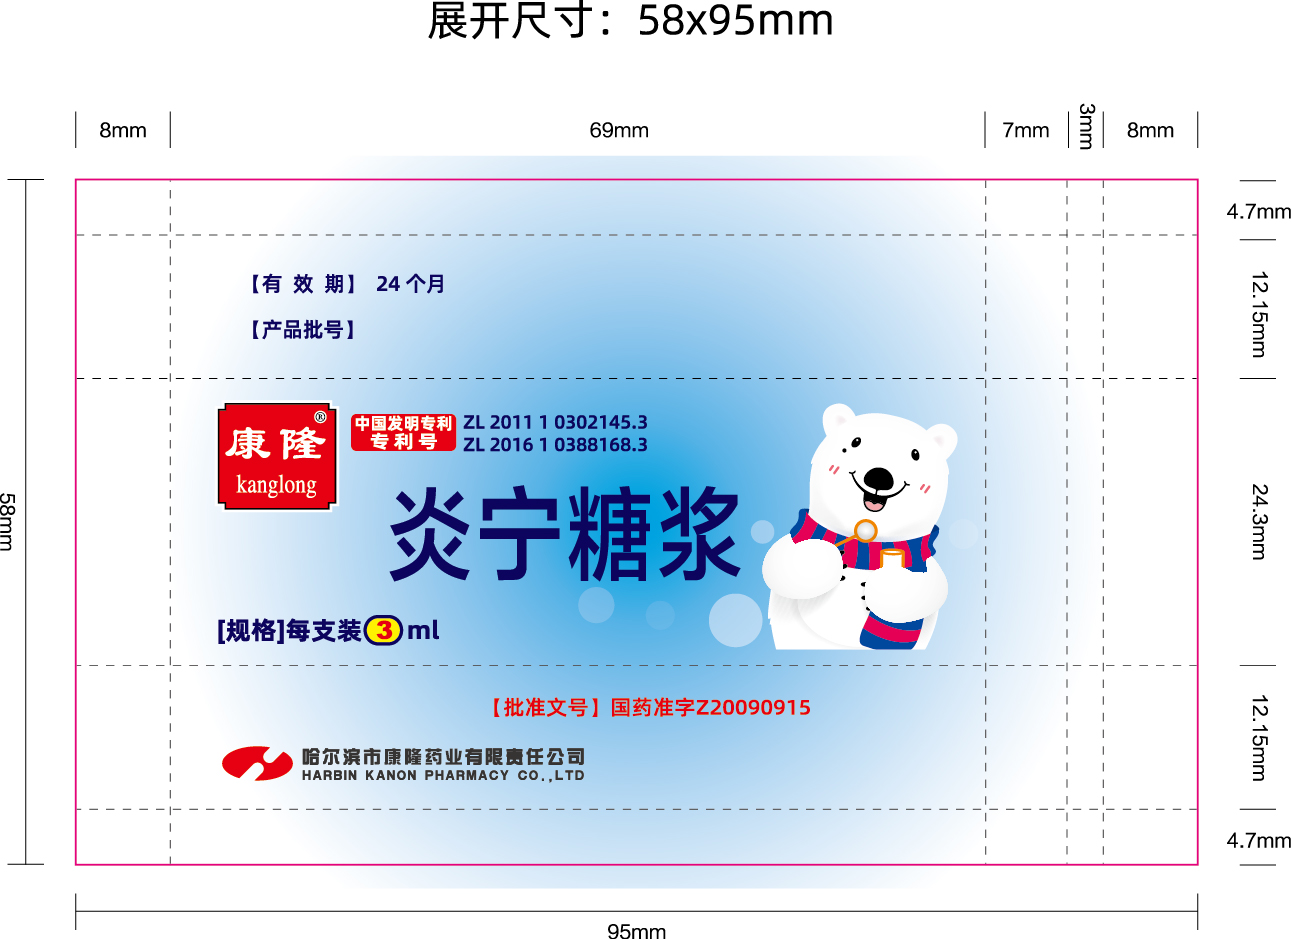 展开尺寸：58x95mm
8mm
69mm
7mm
3mm
8mm
4.7mm
【有 效 期】 24 个月
12.15mm
【产品批号】
康隆®
kanglong
中国发明专利
专利号
ZL 2011 1 0302145.3
ZL 2016 1 0388168.3
炎宁糖浆
58mm
24.3mm
[规格]每支装3ml
【批准文号】国药准字Z20090915
12.15mm
哈尔滨市康隆药业有限责任公司
HARBIN KANON PHARMACY CO.,LTD
4.7mm
95mm